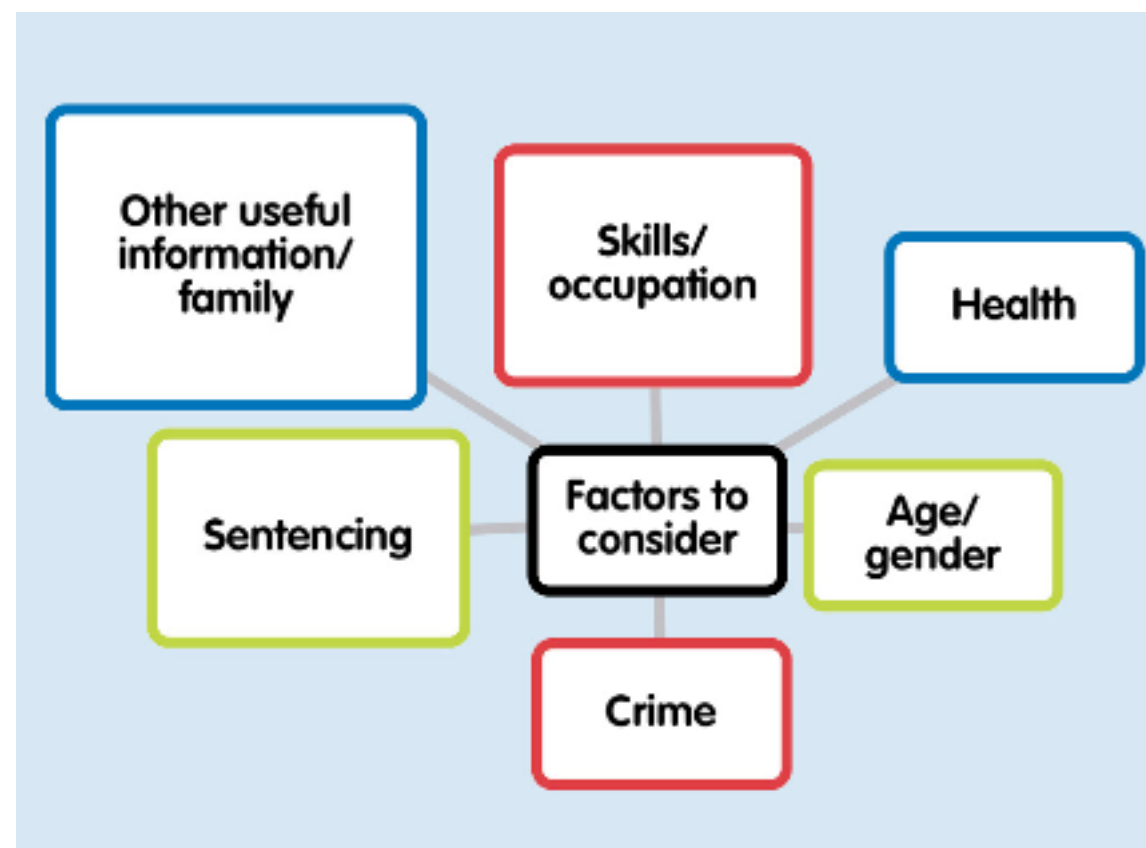 Other useful
information/
family
Skills/
occupation
Health
Sentencing
Factors to
consider
Age/
gender
Crime